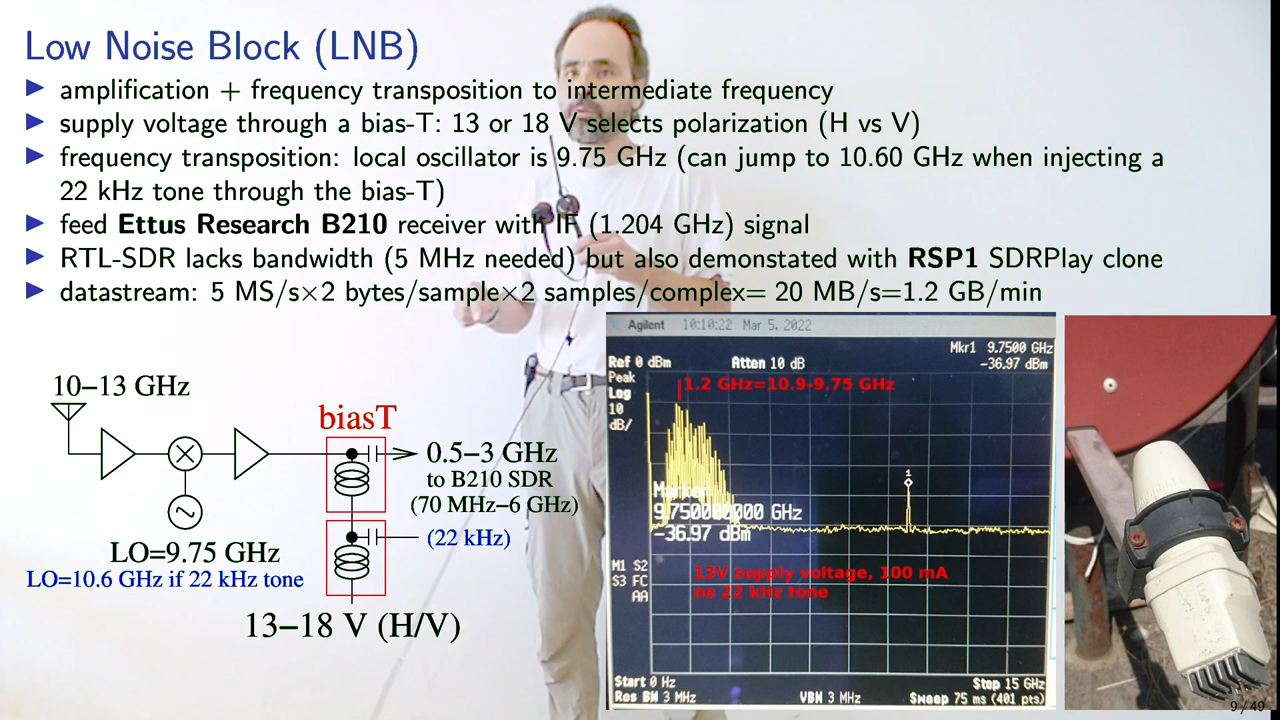 Low Noise Block (LNB)
amplification + frequency transposition to intermediate frequency
supply voltage through a bias-T: 13 or 18 V selects polarization (H vs V)
frequency transposition: local oscillator is 9.75 GHz (can jump to 10.60 GHz when injecting a
22 kHz tone through the bias-T)
feed Ettus Research B210 receiver with IF (1.204 GHz) signal
RTL-SDR lacks bandwidth (5 MHz needed) but also demonstated with RSP1 SDRPlay clone
datastream: 5 MS/s×2 bytes/sample×2 samples/complex= 20 MB/s=1.2 GB/min
10–13 GHz
biasT
0.5–3 GHz
to B210 SDR
(70 MHz–6 GHz)
(22 kHz)
LO=9.75 GHz
LO=10.6 GHz if 22 kHz tone
13–18 V (H/V)
Agilent 10:10:22 Mar 5, 2022
Mkr1 9.7500 GHz
Ref 0 dBm Atten 10 dB -36.97 dBm
Peak
Log
10
dB/
1.2 GHz=10.9-9.75 GHz
1
Marker
9.750000000 GHz
-36.97 dBm
M1 S2
S3 FC
AA
13V supply voltage, 100 mA
no 22 kHz tone
Start 0 Hz Stop 15 GHz
Res BW 3 MHz VBW 3 MHz Sweep 75 ms (401 pts)
9 / 49